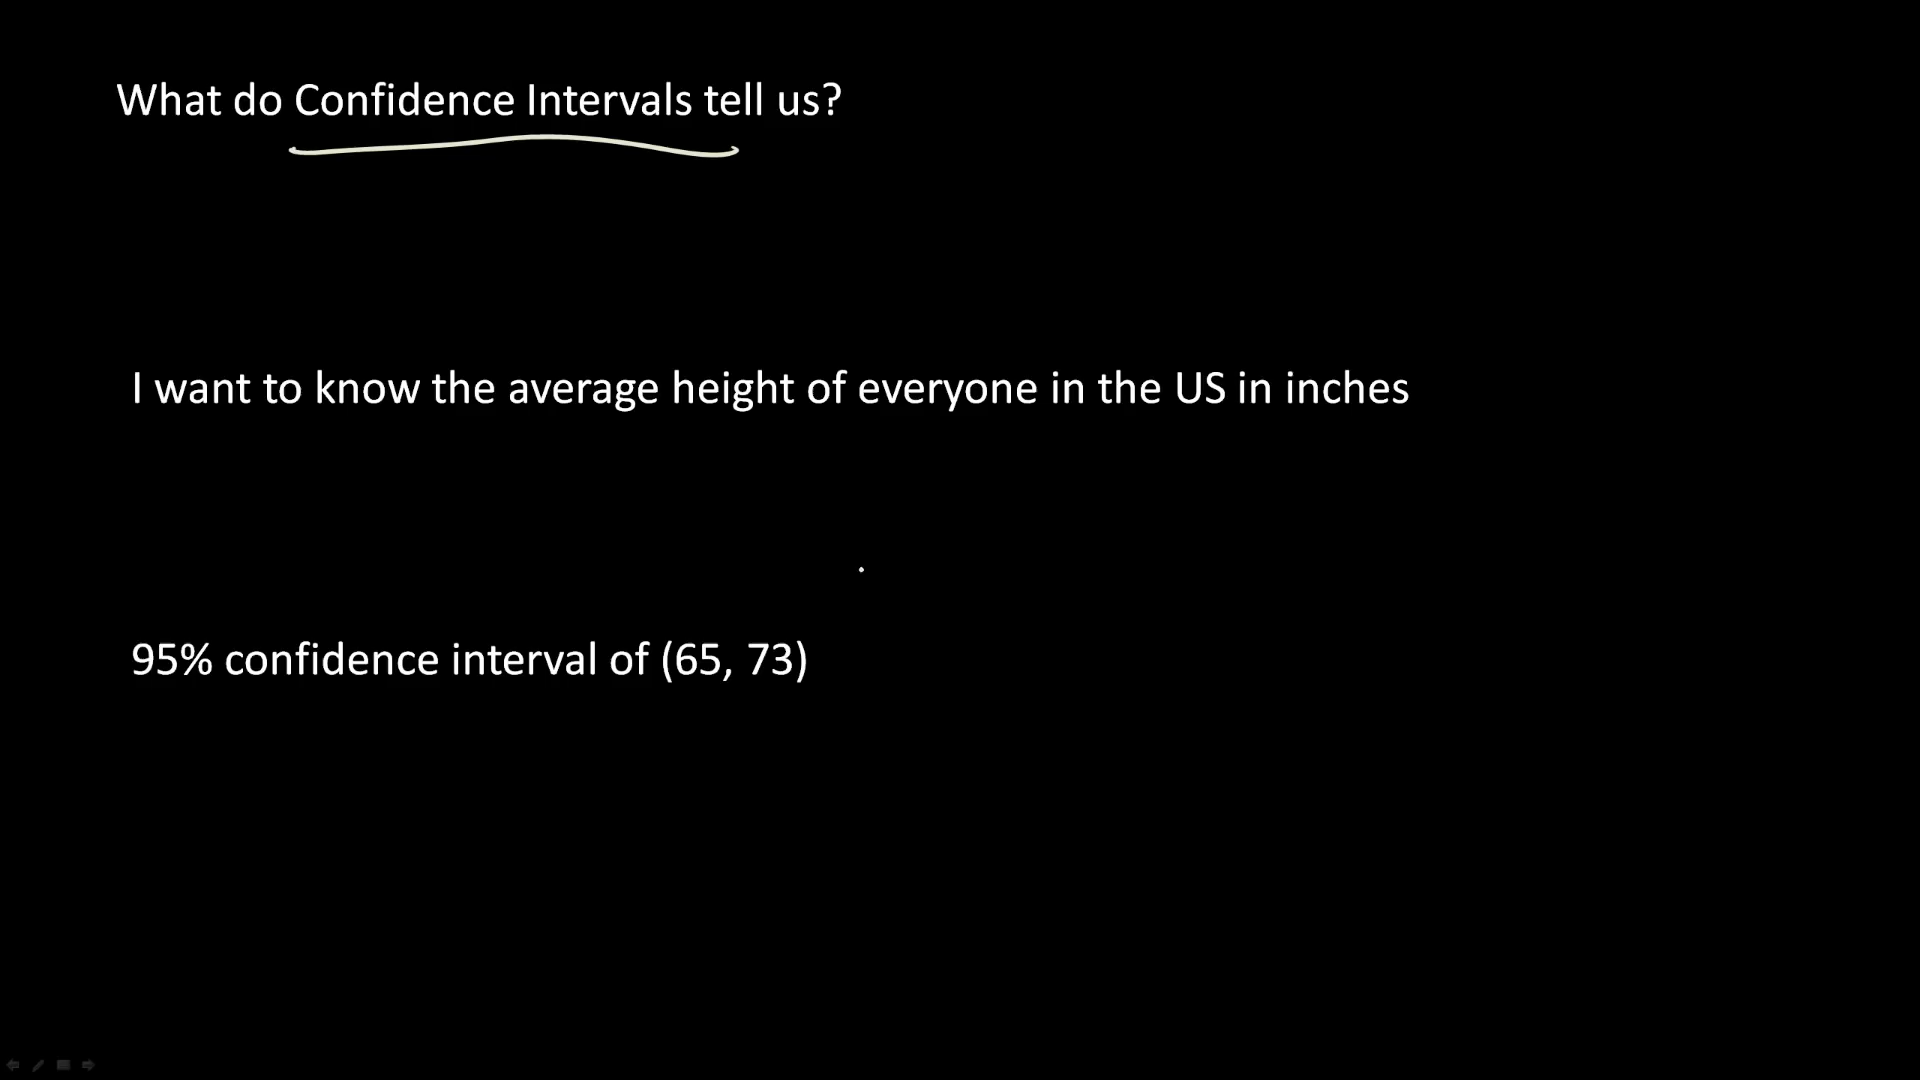 What do Confidence Intervals tell us?
I want to know the average height of everyone in the US in inches
95% confidence interval of (65, 73)